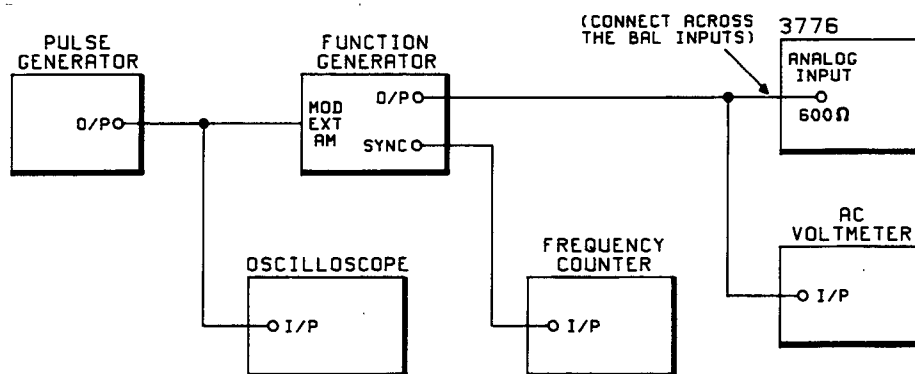 PULSE
GENERATOR
O/P
FUNCTION
GENERATOR
MOD
EXT
AM
O/P
SYNC
(CONNECT ACROSS
THE BAL INPUTS)
3776
ANALOG
INPUT
600Ω
OSCILLOSCOPE
I/P
FREQUENCY
COUNTER
I/P
AC
VOLTMETER
I/P